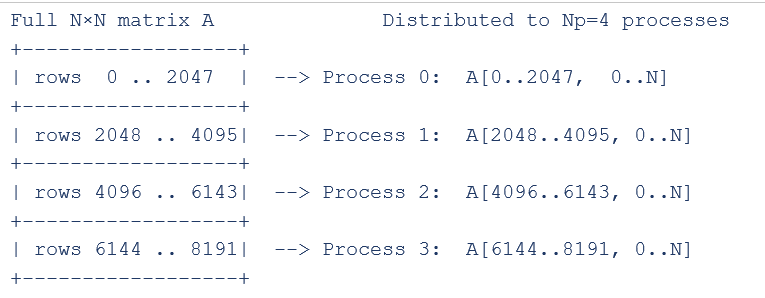 Full N×N matrix A              Distributed to Np=4 processes
+------------------+
| rows  0 .. 2047  |  --> Process 0:  A[0..2047,  0..N]
+------------------+
| rows 2048 .. 4095|  --> Process 1:  A[2048..4095, 0..N]
+------------------+
| rows 4096 .. 6143|  --> Process 2:  A[4096..6143, 0..N]
+------------------+
| rows 6144 .. 8191|  --> Process 3:  A[6144..8191, 0..N]
+------------------+